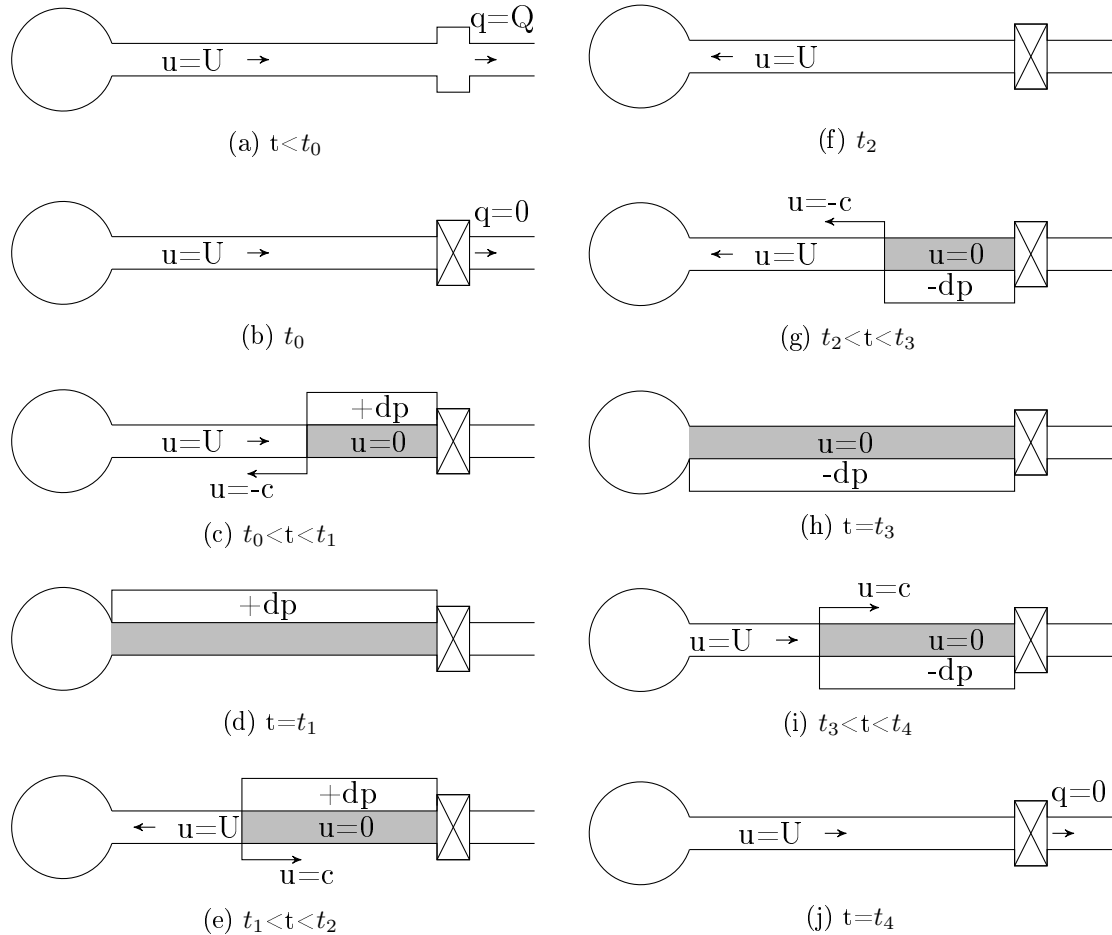 q=Q
u=U
(a) t<t₀
q=0
u=U
(b) t₀
+dp
u=U
u=0
u=-c
(c) t₀<t<t₁
+dp
(d) t=t₁
+dp
u=U
u=0
u=c
(e) t₁<t<t₂
u=U
(f) t₂
u=-c
u=U
u=0
-dp
(g) t₂<t<t₃
u=0
-dp
(h) t=t₃
u=c
u=U
u=0
-dp
(i) t₃<t<t₄
q=0
u=U
(j) t=t₄